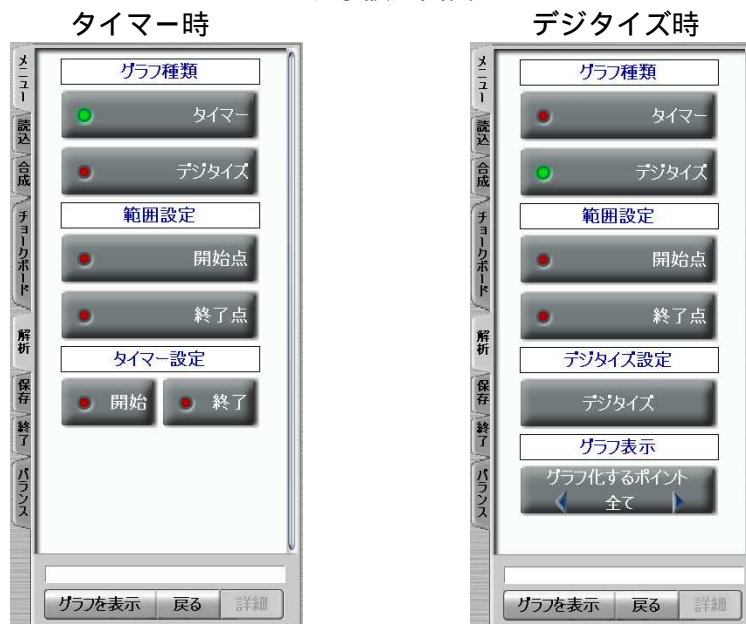 タイマー時
グラフ種類
タイマー
デジタイズ
範囲設定
開始点
終了点
タイマー設定
開始 終了
メニュー
読込
合成
チョークボード
解析
保存
終了
バランス
グラフを表示 戻る 詳細
デジタイズ時
グラフ種類
タイマー
デジタイズ
範囲設定
開始点
終了点
デジタイズ設定
デジタイズ
グラフ表示
グラフ化するポイント
全て
メニュー
読込
合成
チョークボード
解析
保存
終了
バランス
グラフを表示 戻る 詳細